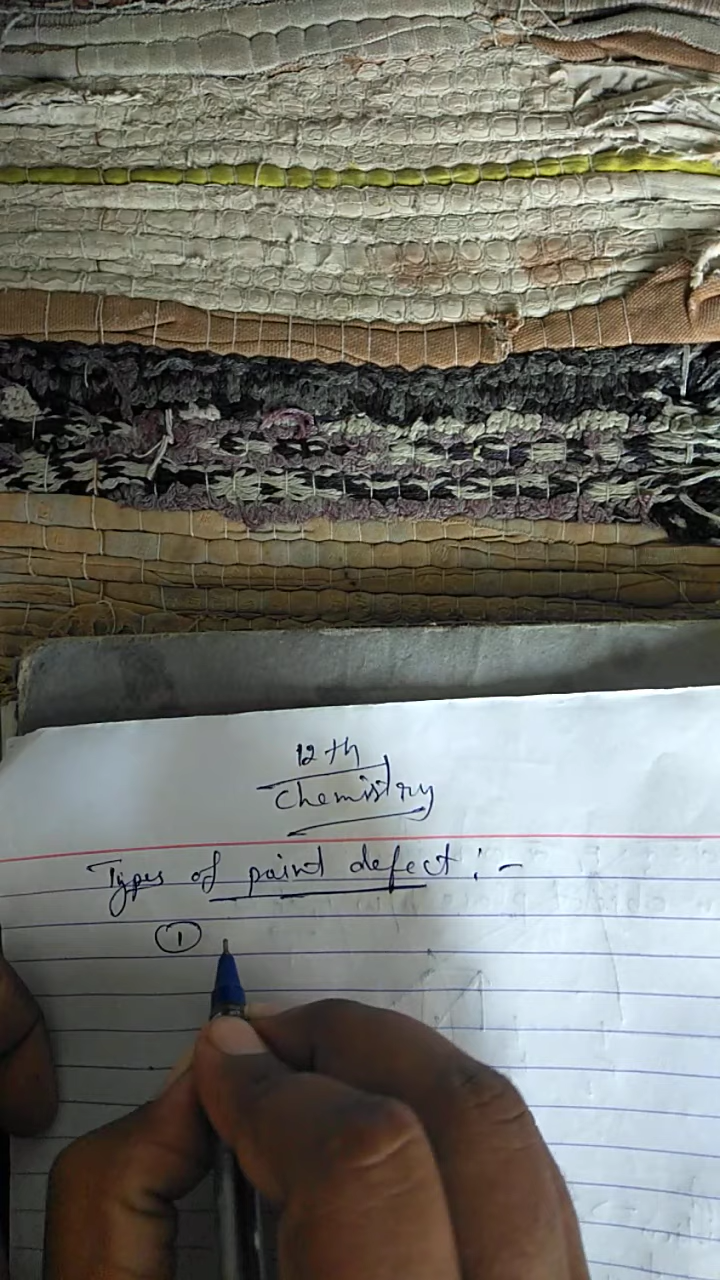 12th
Chemistry
Types of point defect :-
①